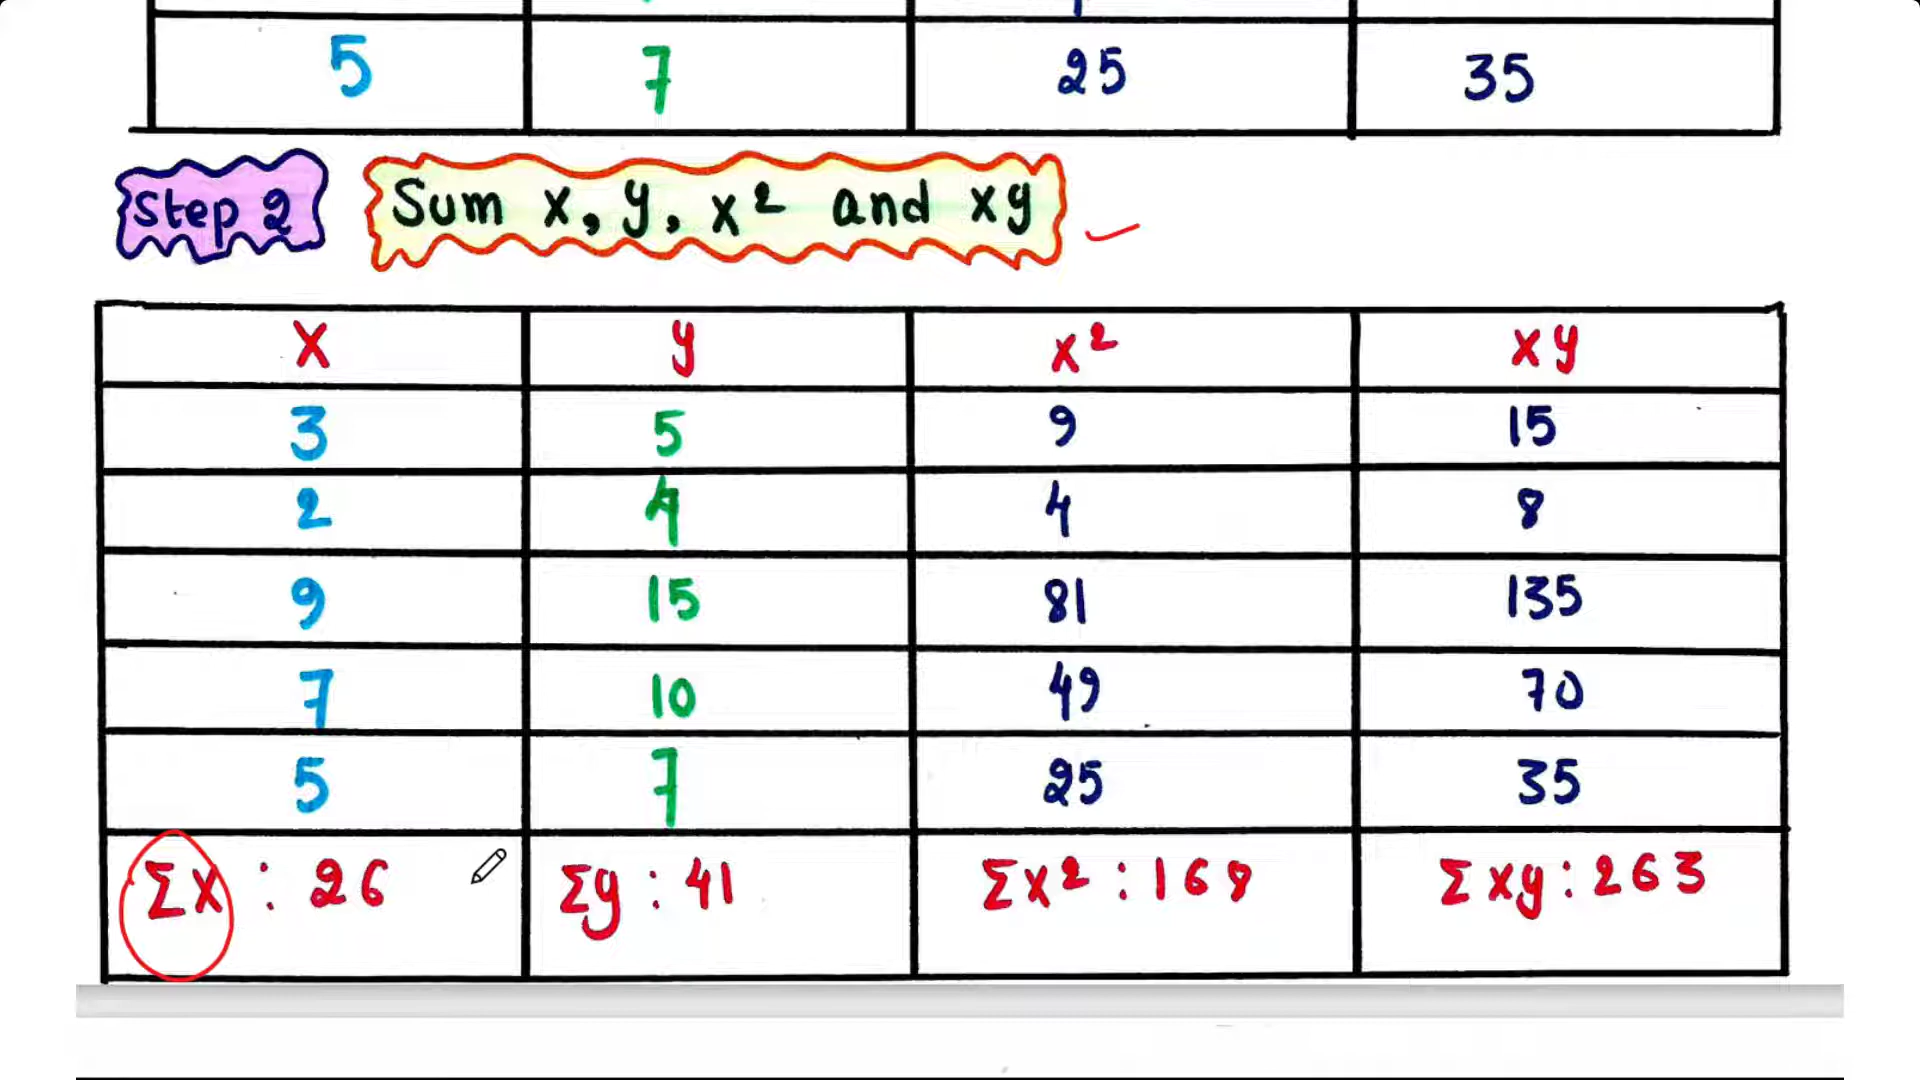 5 7 25 35
Step 2 Sum x, y, x² and xy
x y x² xy
3 5 9 15
2 4 4 8
9 15 81 135
7 10 49 70
5 7 25 35
Σx : 26 Σy : 41 Σx² : 168 Σxy : 263